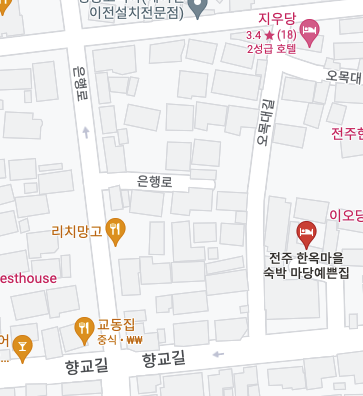 이전설치전문점)
지우당
3.4 ★ (18)
2성급 호텔
은행로
오목대
오목대길
전주한
은행로
이오당
리치망고
전주 한옥마을
숙박 마당예쁜집
esthouse
교동집
중식 · ₩₩
어
향교길
향교길